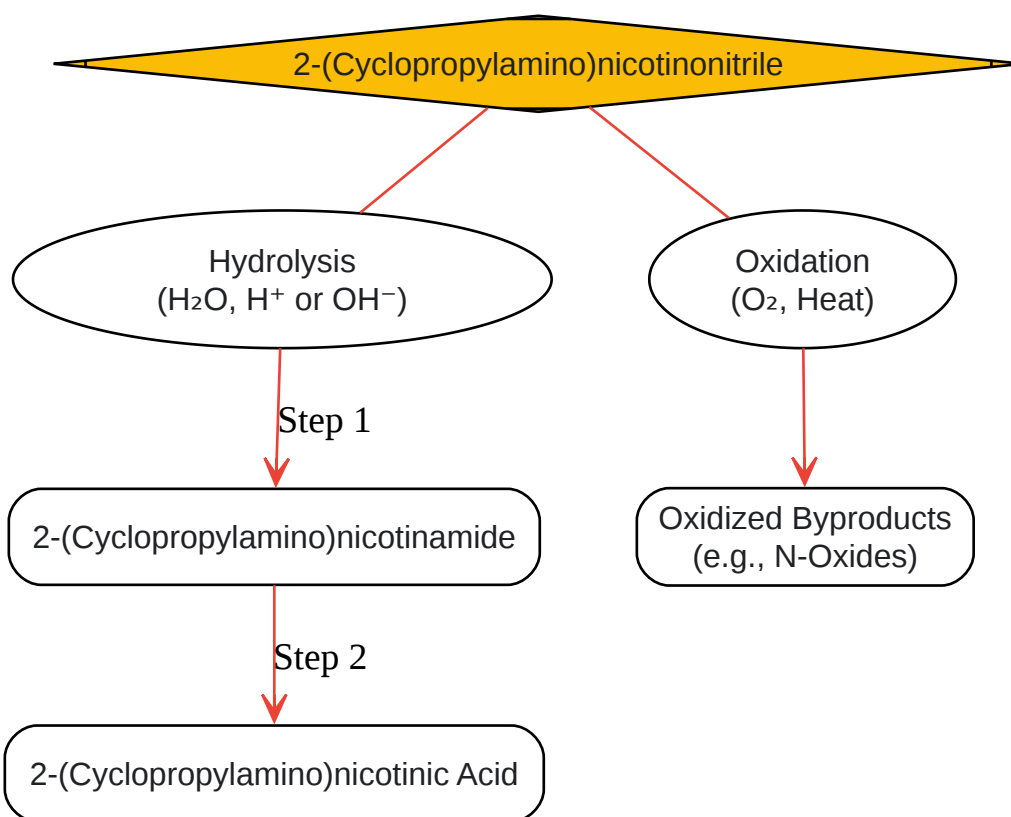 2-(Cyclopropylamino)nicotinonitrile
Hydrolysis
(H₂O, H⁺ or OH⁻)
Oxidation
(O₂, Heat)
Step 1
2-(Cyclopropylamino)nicotinamide
Oxidized Byproducts
(e.g., N-Oxides)
Step 2
2-(Cyclopropylamino)nicotinic Acid